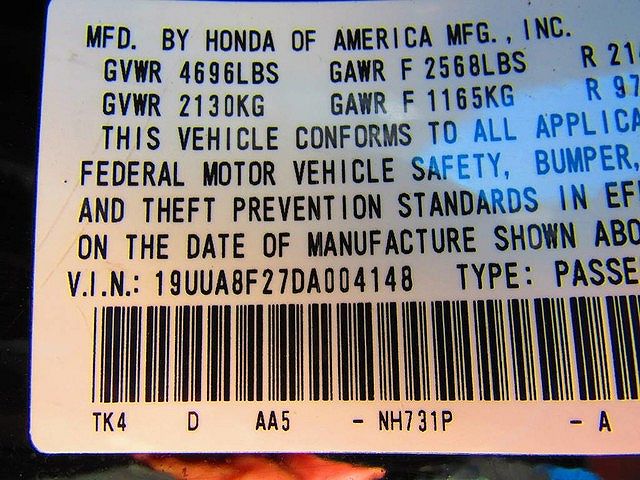 MFD. BY HONDA OF AMERICA MFG., INC.
GVWR 4696LBS GAWR F 2568LBS R 21
GVWR 2130KG GAWR F 1165KG R 97
THIS VEHICLE CONFORMS TO ALL APPLICA
FEDERAL MOTOR VEHICLE SAFETY, BUMPER,
AND THEFT PREVENTION STANDARDS IN EF
ON THE DATE OF MANUFACTURE SHOWN ABO
V.I.N.: 19UUA8F27DA004148 TYPE: PASSE
TK4 D AA5 - NH731P - A